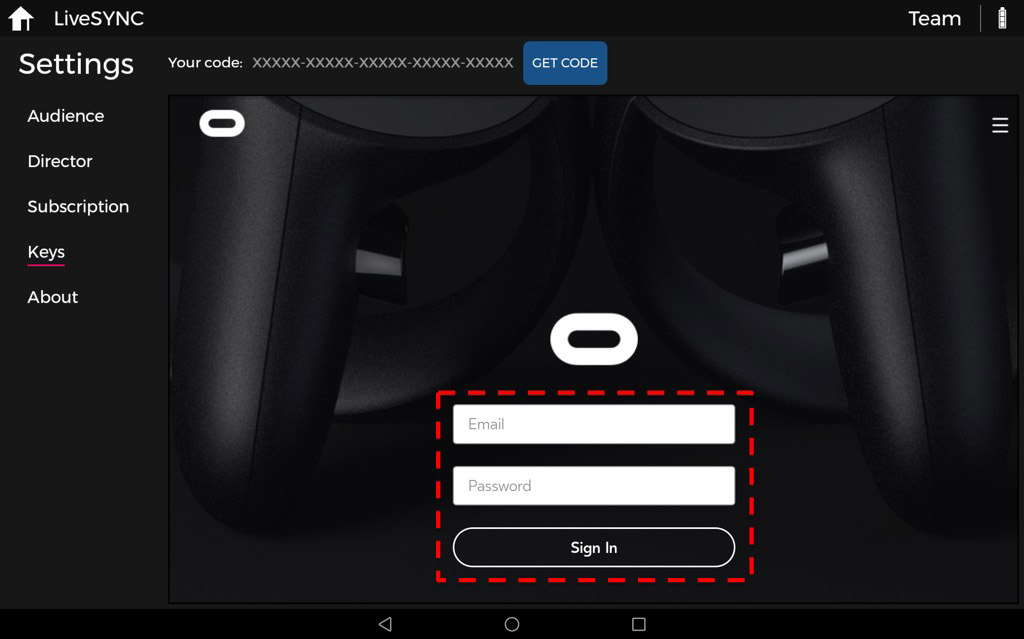 LiveSYNC
Team
Settings
Your code: XXXXX-XXXXX-XXXXX-XXXXX-XXXXX GET CODE
Audience
Director
Subscription
Keys
About
Email
Password
Sign In